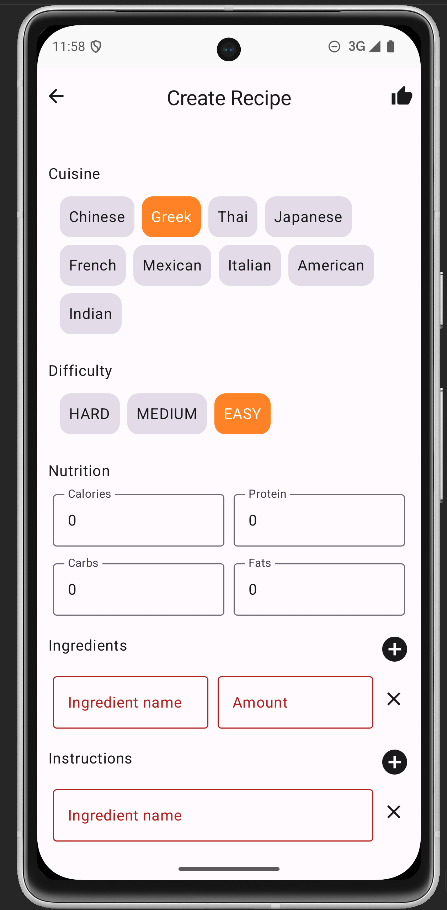 11:58 3G
Create Recipe
Cuisine
Chinese Greek Thai Japanese
French Mexican Italian American
Indian
Difficulty
HARD MEDIUM EASY
Nutrition
Calories Protein
0 0
Carbs Fats
0 0
Ingredients
Ingredient name Amount
Instructions
Ingredient name